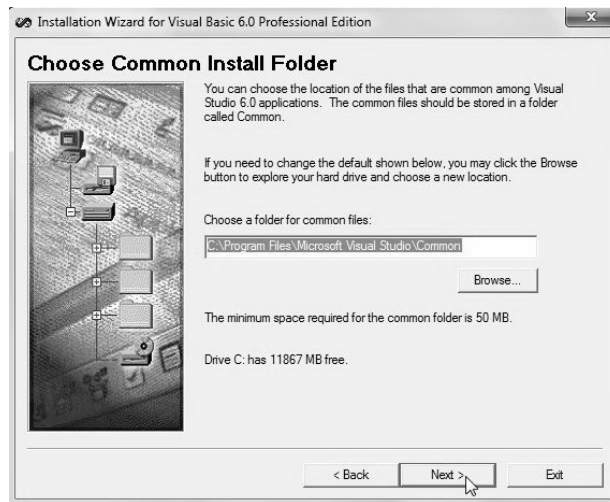 Installation Wizard for Visual Basic 6.0 Professional Edition
X
Choose Common Install Folder
You can choose the location of the files that are common among Visual
Studio 6.0 applications. The common files should be stored in a folder
called Common.
If you need to change the default shown below, you may click the Browse
button to explore your hard drive and choose a new location.
Choose a folder for common files:
C:\Program Files\Microsoft Visual Studio\Common
Browse...
The minimum space required for the common folder is 50 MB.
Drive C: has 11867 MB free.
< Back Next > Exit